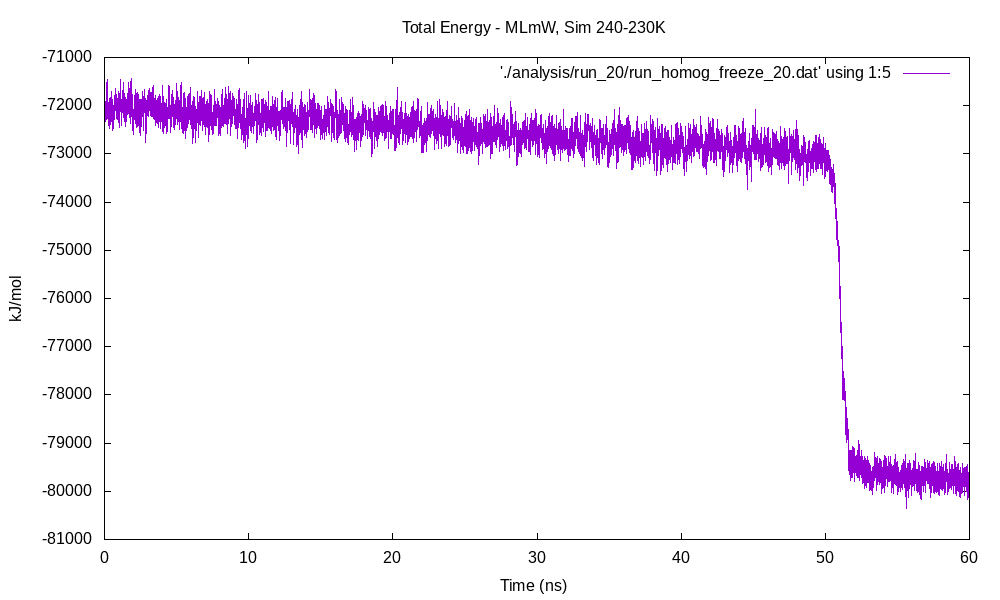 Total Energy - MLmW, Sim 240-230K
'./analysis/run_20/run_homog_freeze_20.dat' using 1:5
-71000
-72000
-73000
-74000
-75000
-76000
-77000
-78000
-79000
-80000
-81000
kJ/mol
0 10 20 30 40 50 60
Time (ns)